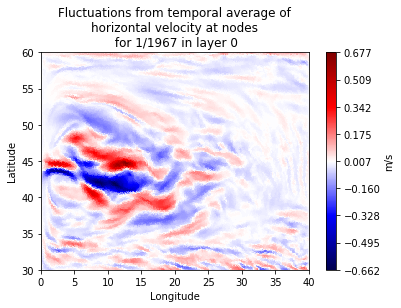 Fluctuations from temporal average of
horizontal velocity at nodes
for 1/1967 in layer 0
60
55
50
45
40
35
30
Latitude
0 5 10 15 20 25 30 35 40
Longitude
0.677
0.509
0.342
0.175
0.007
−0.160
−0.328
−0.495
−0.662
m/s